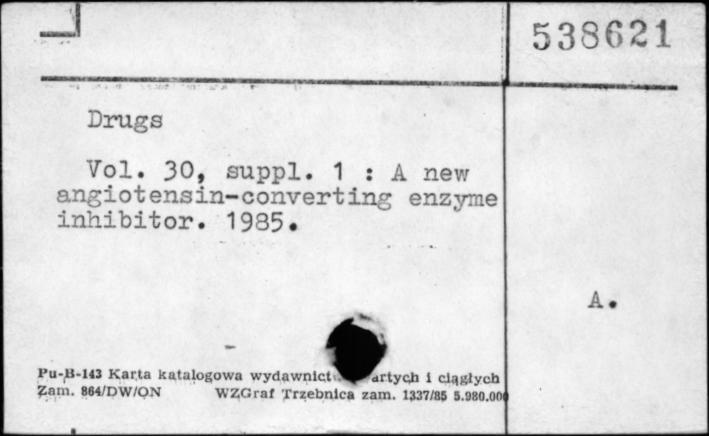 538621
Drugs
Vol. 30, suppl. 1 : A new
angiotensin-converting enzyme
inhibitor. 1985.
A.
Pu-B-143 Karta katalogowa wydawnict artych i ciągłych
Zam. 864/DW/ON WZGraf Trzebnica zam. 1337/85 5.980.000